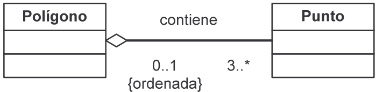 Polígono
contiene
Punto
0..1
3..*
{ordenada}